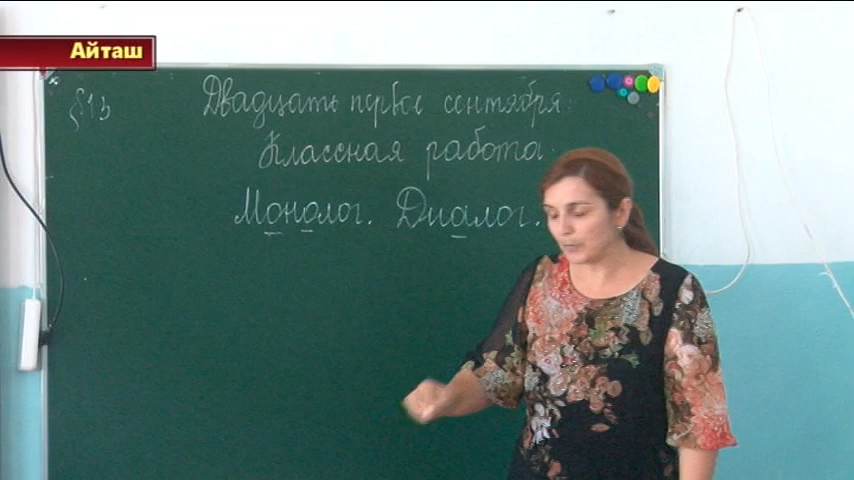 Айташ
§13
Двадцать первое сентября.
Классная работа.
Монолог. Диалог.